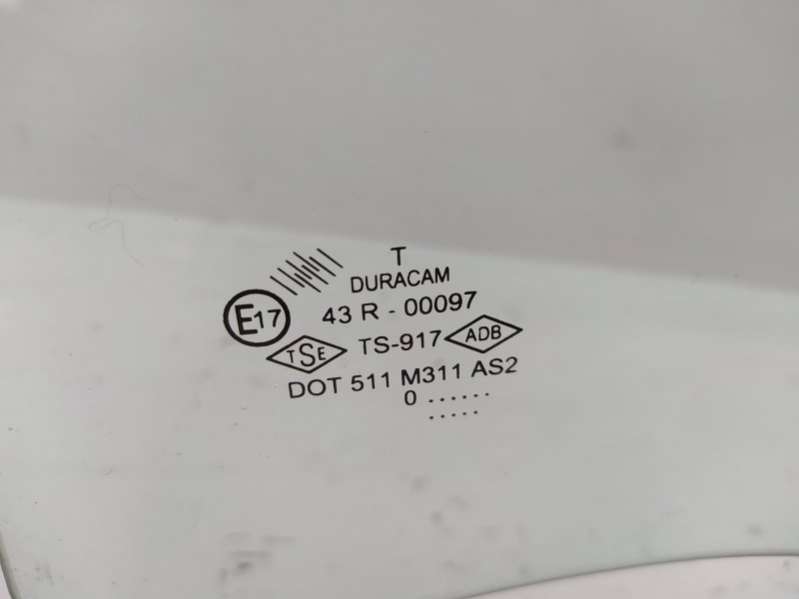 T
DURACAM
E17 43 R - 00097
TSE TS-917 ADB
DOT 511 M311 AS2
0 ......
.....